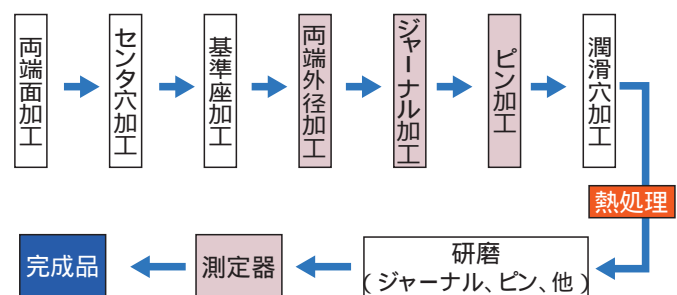 両端面加工
センタ穴加工
基準座加工
両端外径加工
ジャーナル加工
ピン加工
潤滑穴加工
熱処理
研磨
(ジャーナル、ピン、他)
測定器
完成品